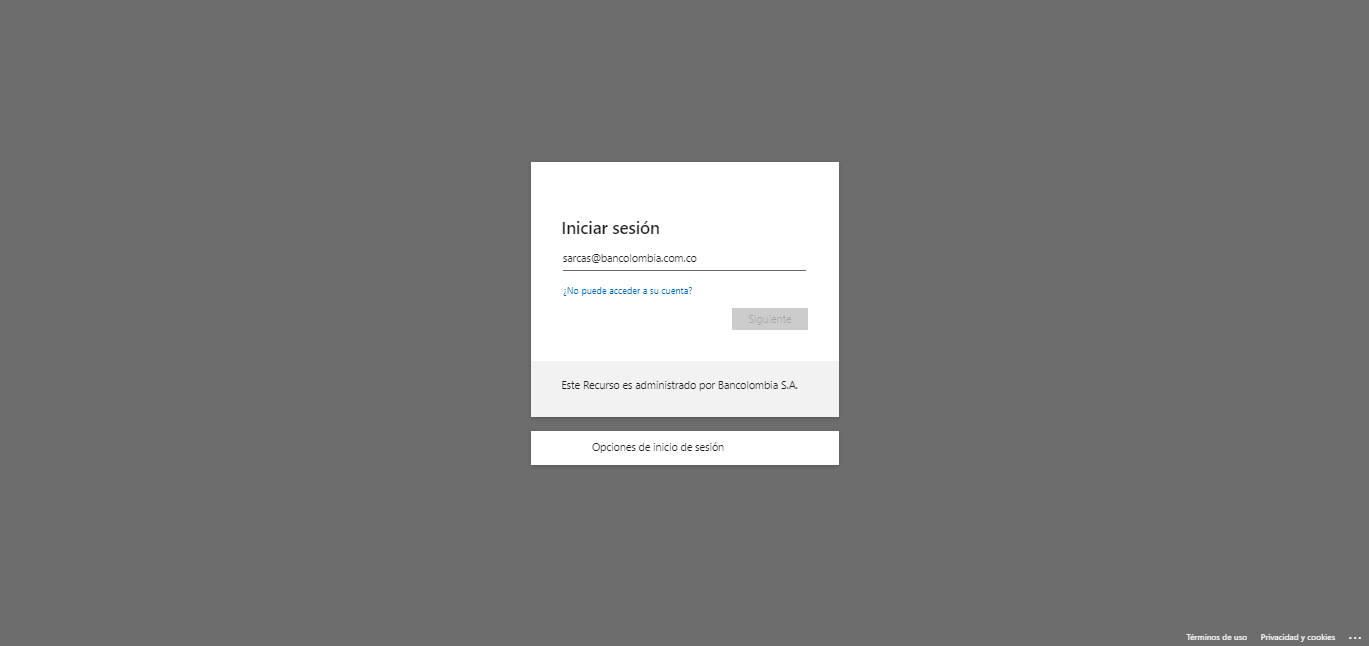 Iniciar sesión
sarcas@bancolombia.com.co
¿No puede acceder a su cuenta?
Siguiente
Este Recurso es administrado por Bancolombia S.A.
Opciones de inicio de sesión
Términos de uso Privacidad y cookies ...